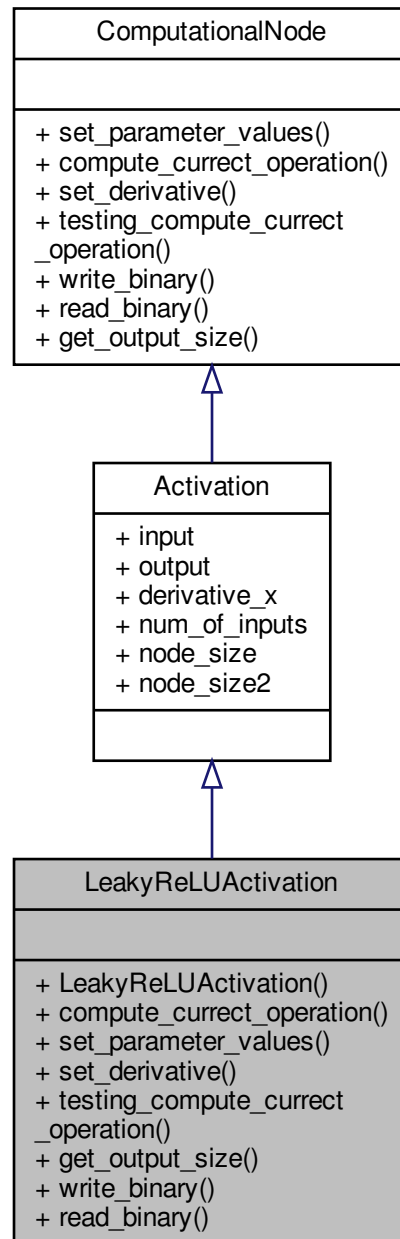 ComputationalNode
+ set_parameter_values()
+ compute_currect_operation()
+ set_derivative()
+ testing_compute_currect
_operation()
+ write_binary()
+ read_binary()
+ get_output_size()
Activation
+ input
+ output
+ derivative_x
+ num_of_inputs
+ node_size
+ node_size2
LeakyReLUActivation
+ LeakyReLUActivation()
+ compute_currect_operation()
+ set_parameter_values()
+ set_derivative()
+ testing_compute_currect
_operation()
+ get_output_size()
+ write_binary()
+ read_binary()